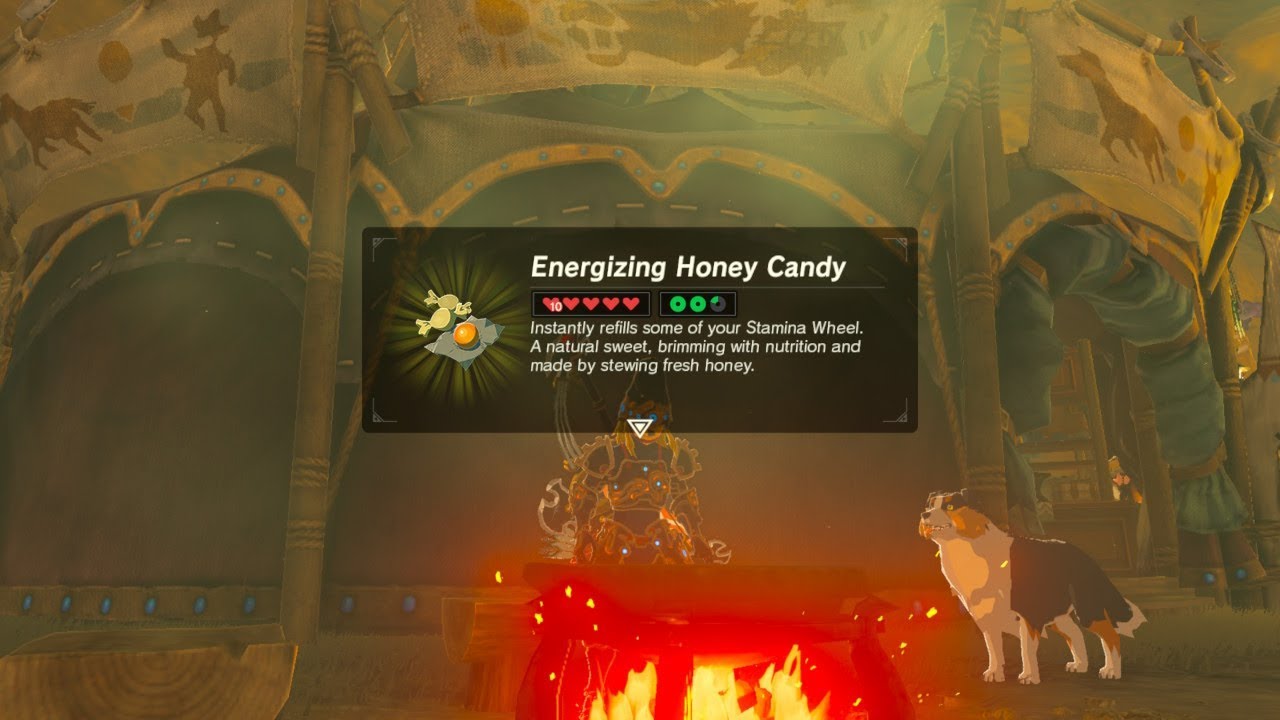 Energizing Honey Candy
10
Instantly refills some of your Stamina Wheel.
A natural sweet, brimming with nutrition and
made by stewing fresh honey.